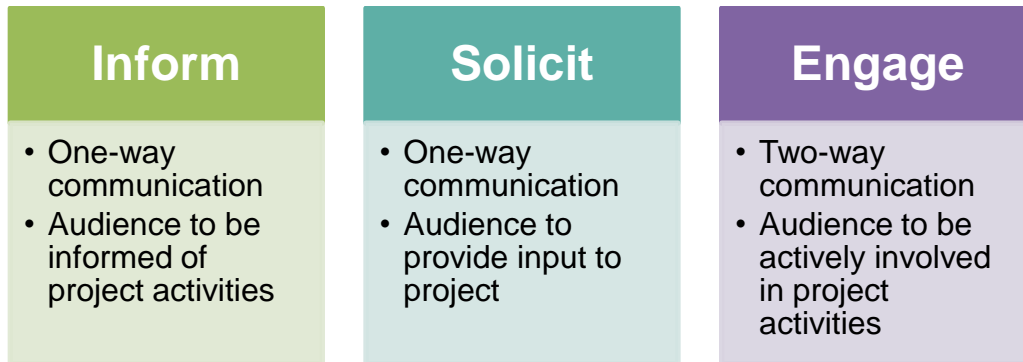 Inform
• One-way
communication
• Audience to be
informed of
project activities
Solicit
• One-way
communication
• Audience to
provide input to
project
Engage
• Two-way
communication
• Audience to be
actively involved
in project
activities